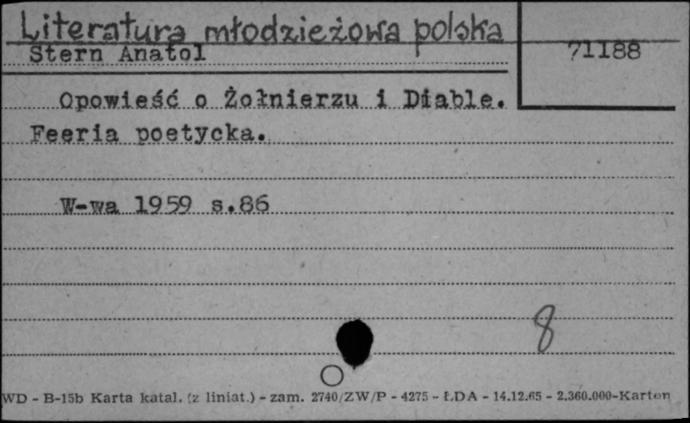 Literatura młodzieżowa polska
Stern Anatol
71188
Opowieść o Żołnierzu i Diable.
Feeria poetycka.
W-wa 1959 s.86
8
WD - B-15b Karta katal. (z liniat.) - zam. 2740/ZW/P - 4275 - ŁDA - 14.12.65 - 2.360.000-Karton